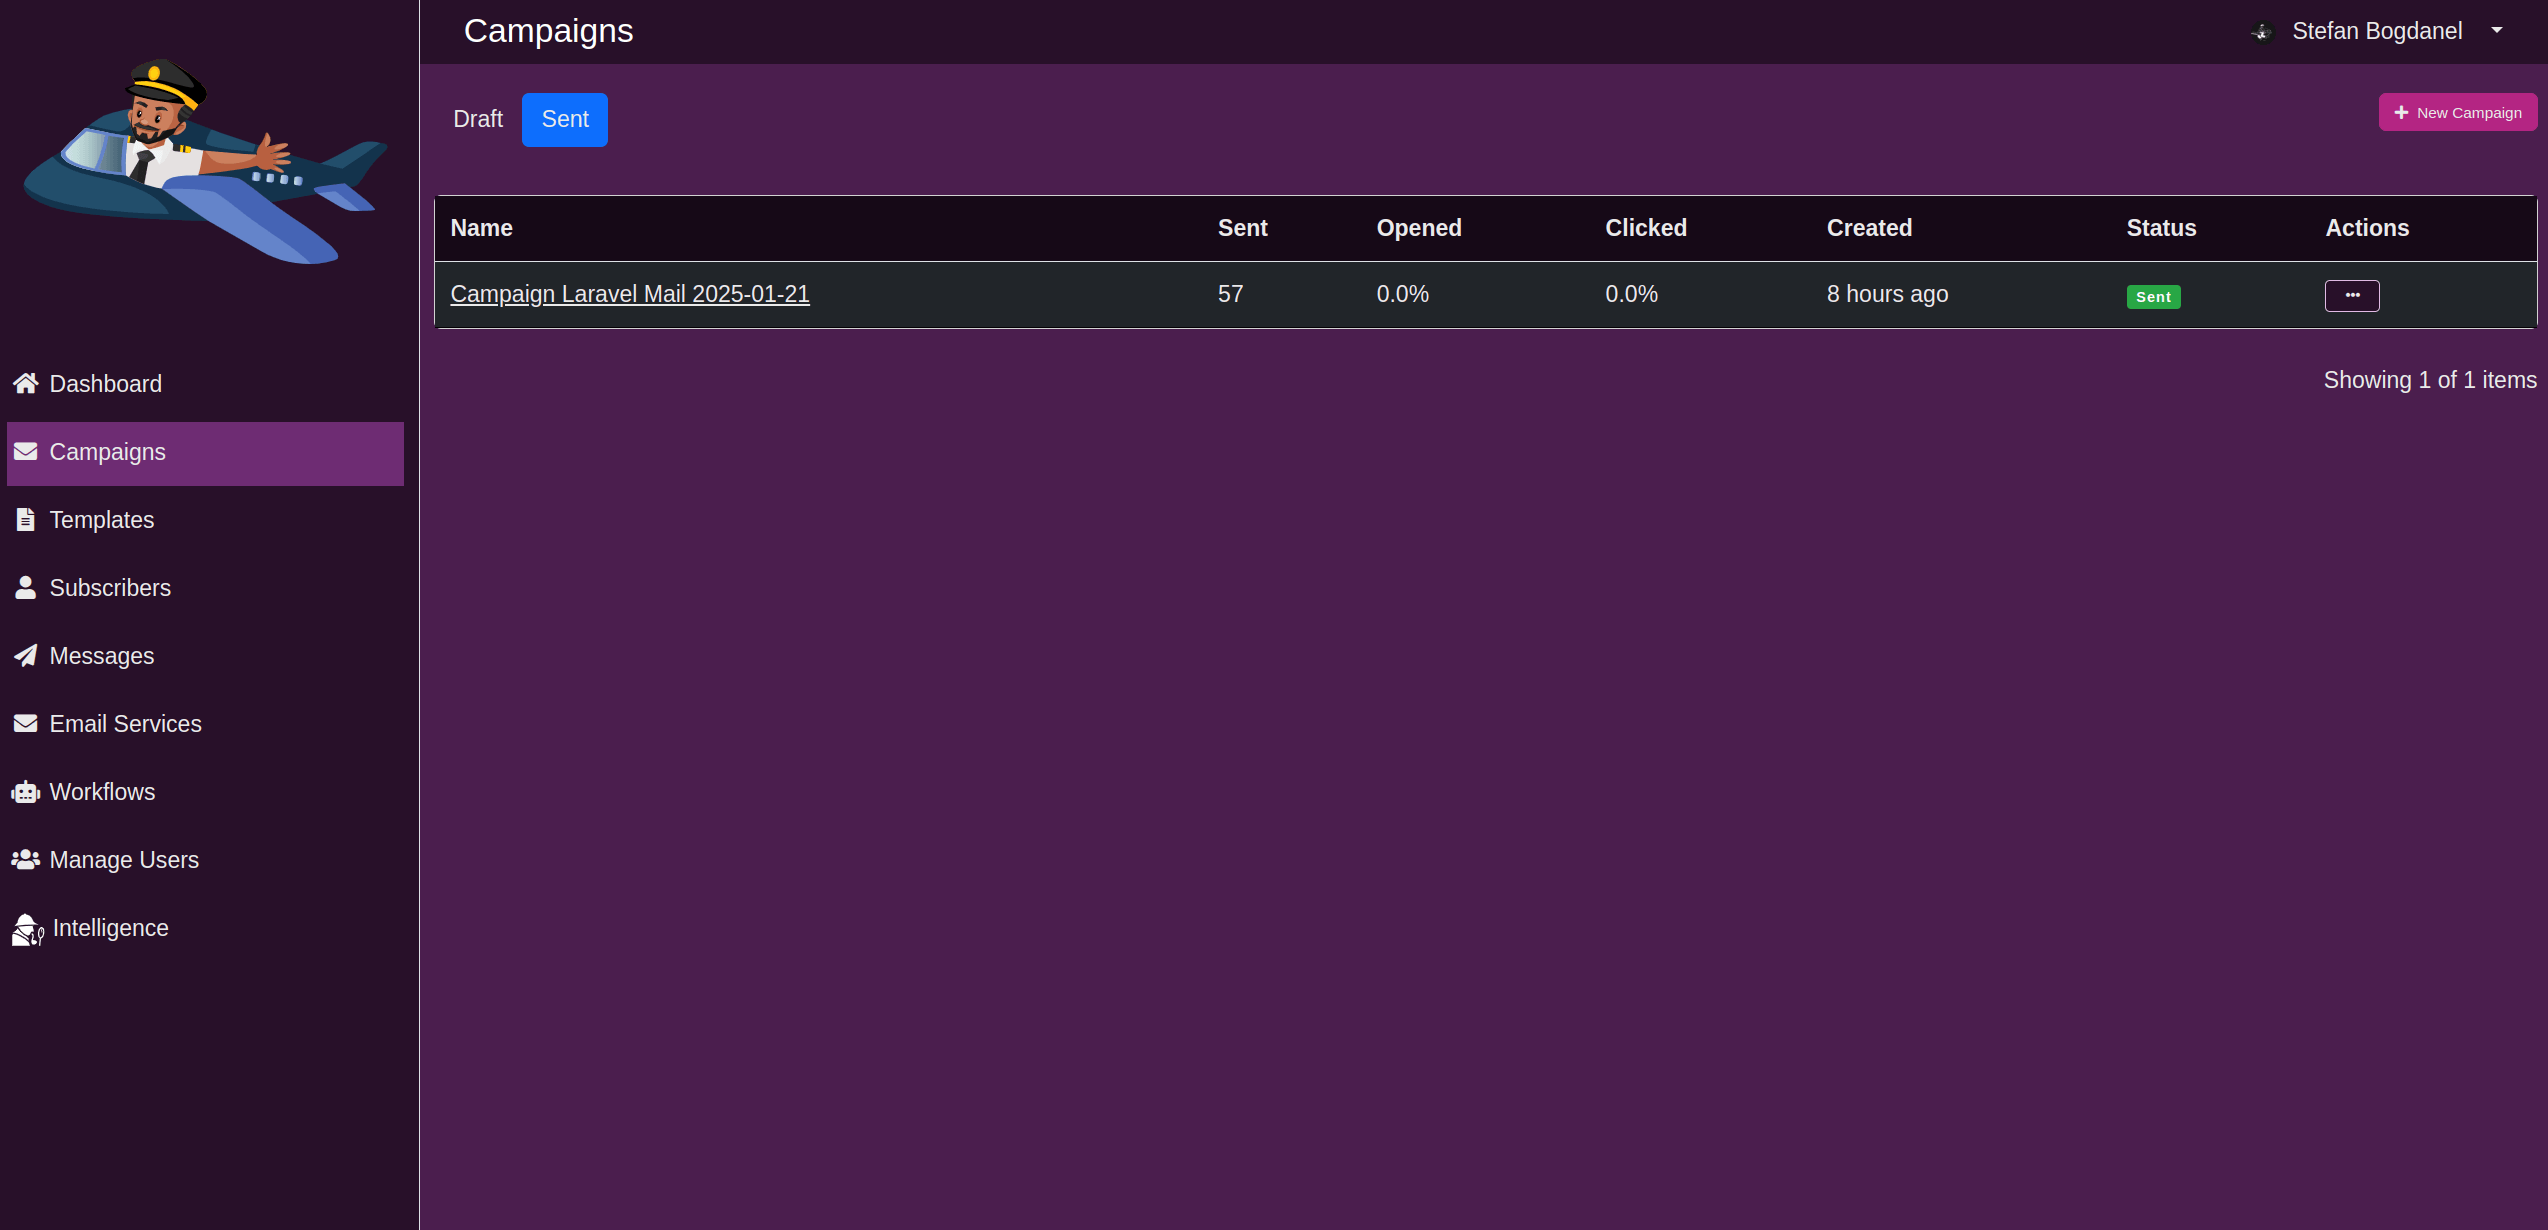 Campaigns
Stefan Bogdanel
Draft Sent
New Campaign
Name Sent Opened Clicked Created Status Actions
Campaign Laravel Mail 2025-01-21 57 0.0% 0.0% 8 hours ago Sent
Showing 1 of 1 items
Dashboard
Campaigns
Templates
Subscribers
Messages
Email Services
Workflows
Manage Users
Intelligence